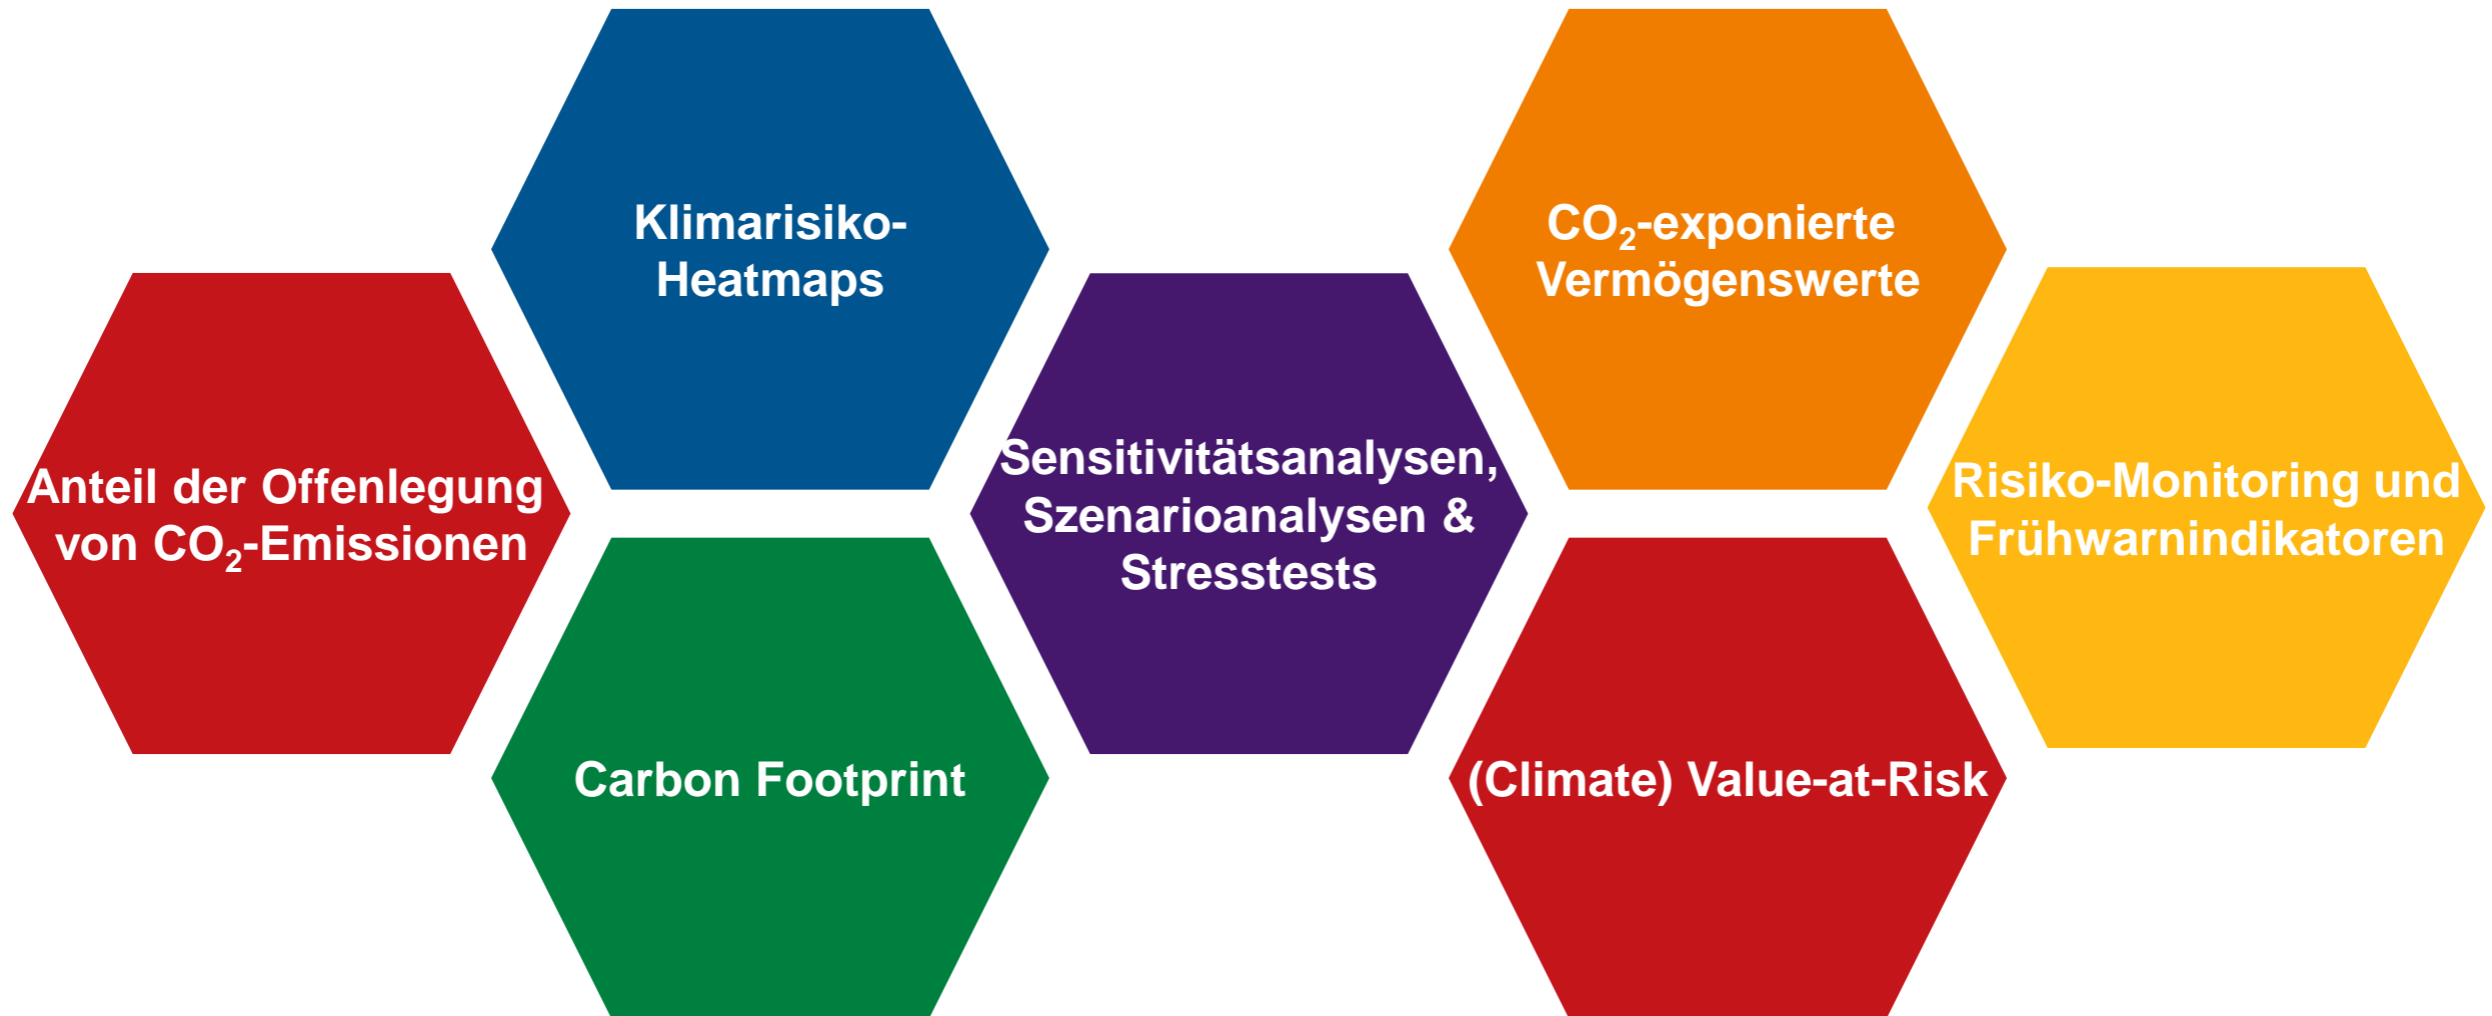 Anteil der Offenlegung
von CO₂-Emissionen
Klimarisiko-
Heatmaps
Carbon Footprint
Sensitivitätsanalysen,
Szenarioanalysen &
Stresstests
CO₂-exponierte
Vermögenswerte
(Climate) Value-at-Risk
Risiko-Monitoring und
Frühwarnindikatoren